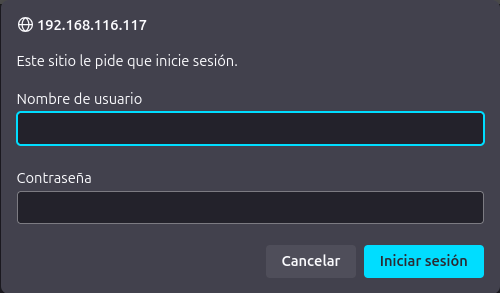 192.168.116.117
Este sitio le pide que inicie sesión.
Nombre de usuario
Contraseña
Cancelar
Iniciar sesión